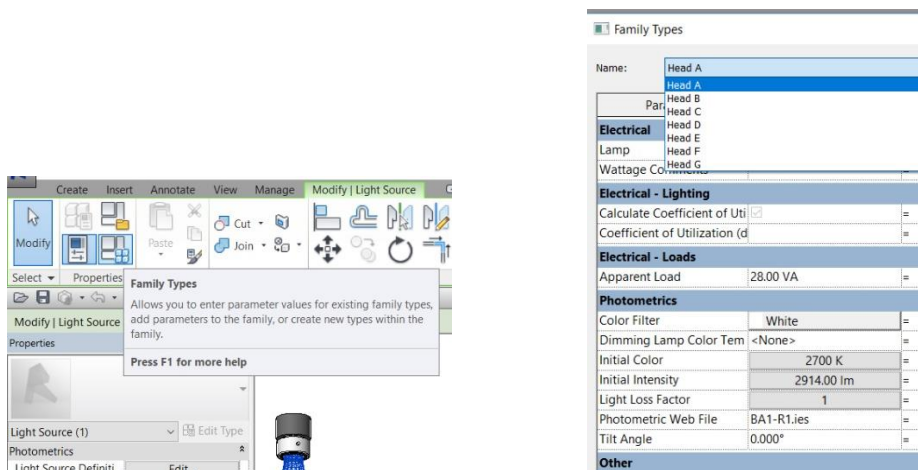 Create Insert Annotate View Manage Modify | Light Source
Modify
Paste
Cut
Join
Select Properties
Family Types
Allows you to enter parameter values for existing family types,
add parameters to the family, or create new types within the
family.
Press F1 for more help
Modify | Light Source
Properties
Light Source (1) Edit Type
Photometrics
Light Source Definiti Edit
Family Types
Name: Head A
Head A
Head B
Head C
Head D
Head E
Head F
Head G
Par
Electrical
Lamp
Wattage Comments =
Electrical - Lighting
Calculate Coefficient of Uti =
Coefficient of Utilization (d =
Electrical - Loads
Apparent Load 28.00 VA =
Photometrics
Color Filter White =
Dimming Lamp Color Tem <None> =
Initial Color 2700 K =
Initial Intensity 2914.00 lm =
Light Loss Factor 1 =
Photometric Web File BA1-R1.ies =
Tilt Angle 0.000° =
Other